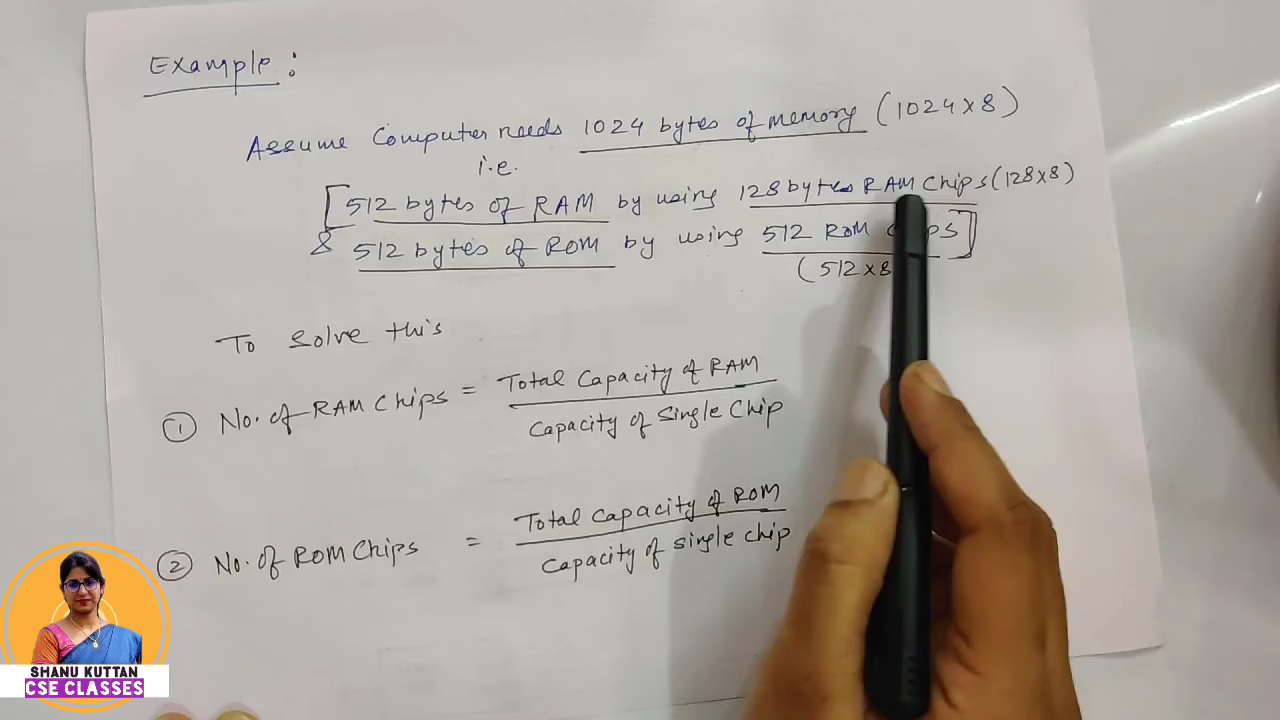 Example:
Assume Computer needs 1024 bytes of memory (1024×8)
i.e.
[512 bytes of RAM by using 128 bytes RAM Chips (128×8)
& 512 bytes of ROM by using 512 ROM ]
(512×8
To solve this
① No. of RAM Chips = Total Capacity of RAM
Capacity of Single Chip
② No. of ROM Chips = Total Capacity of ROM
Capacity of single chip
SHANU KUTTAN
CSE CLASSES